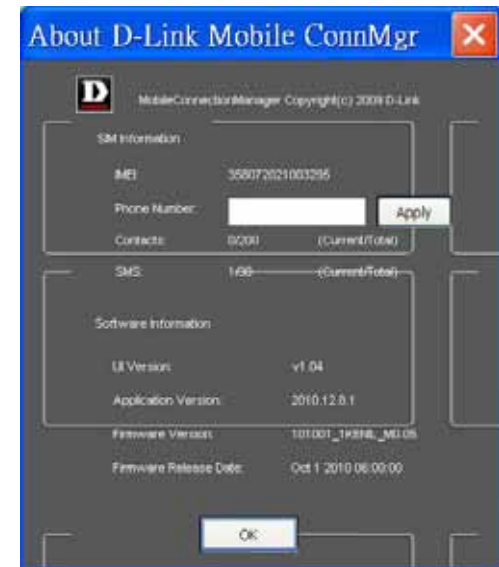 About D-Link Mobile ConnMgr
D
MobileConnectionManager Copyright(c) 2009 D-Link
SIM Information
IMEI 358072021003295
Phone Number: Apply
Contacts: 0/200 (Current/Total)
SMS: 1/30 (Current/Total)
Software Information
UI Version: v1.04
Application Version: 2010.12.8.1
Firmware Version:
Firmware Release Date: Oct 1 2010 06:00:00
OK